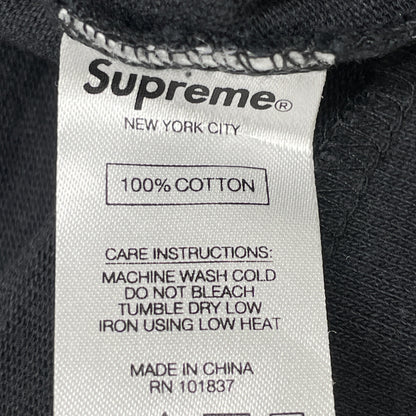 Supreme®
NEW YORK CITY
100% COTTON
CARE INSTRUCTIONS:
MACHINE WASH COLD
DO NOT BLEACH
TUMBLE DRY LOW
IRON USING LOW HEAT
MADE IN CHINA
RN 101837